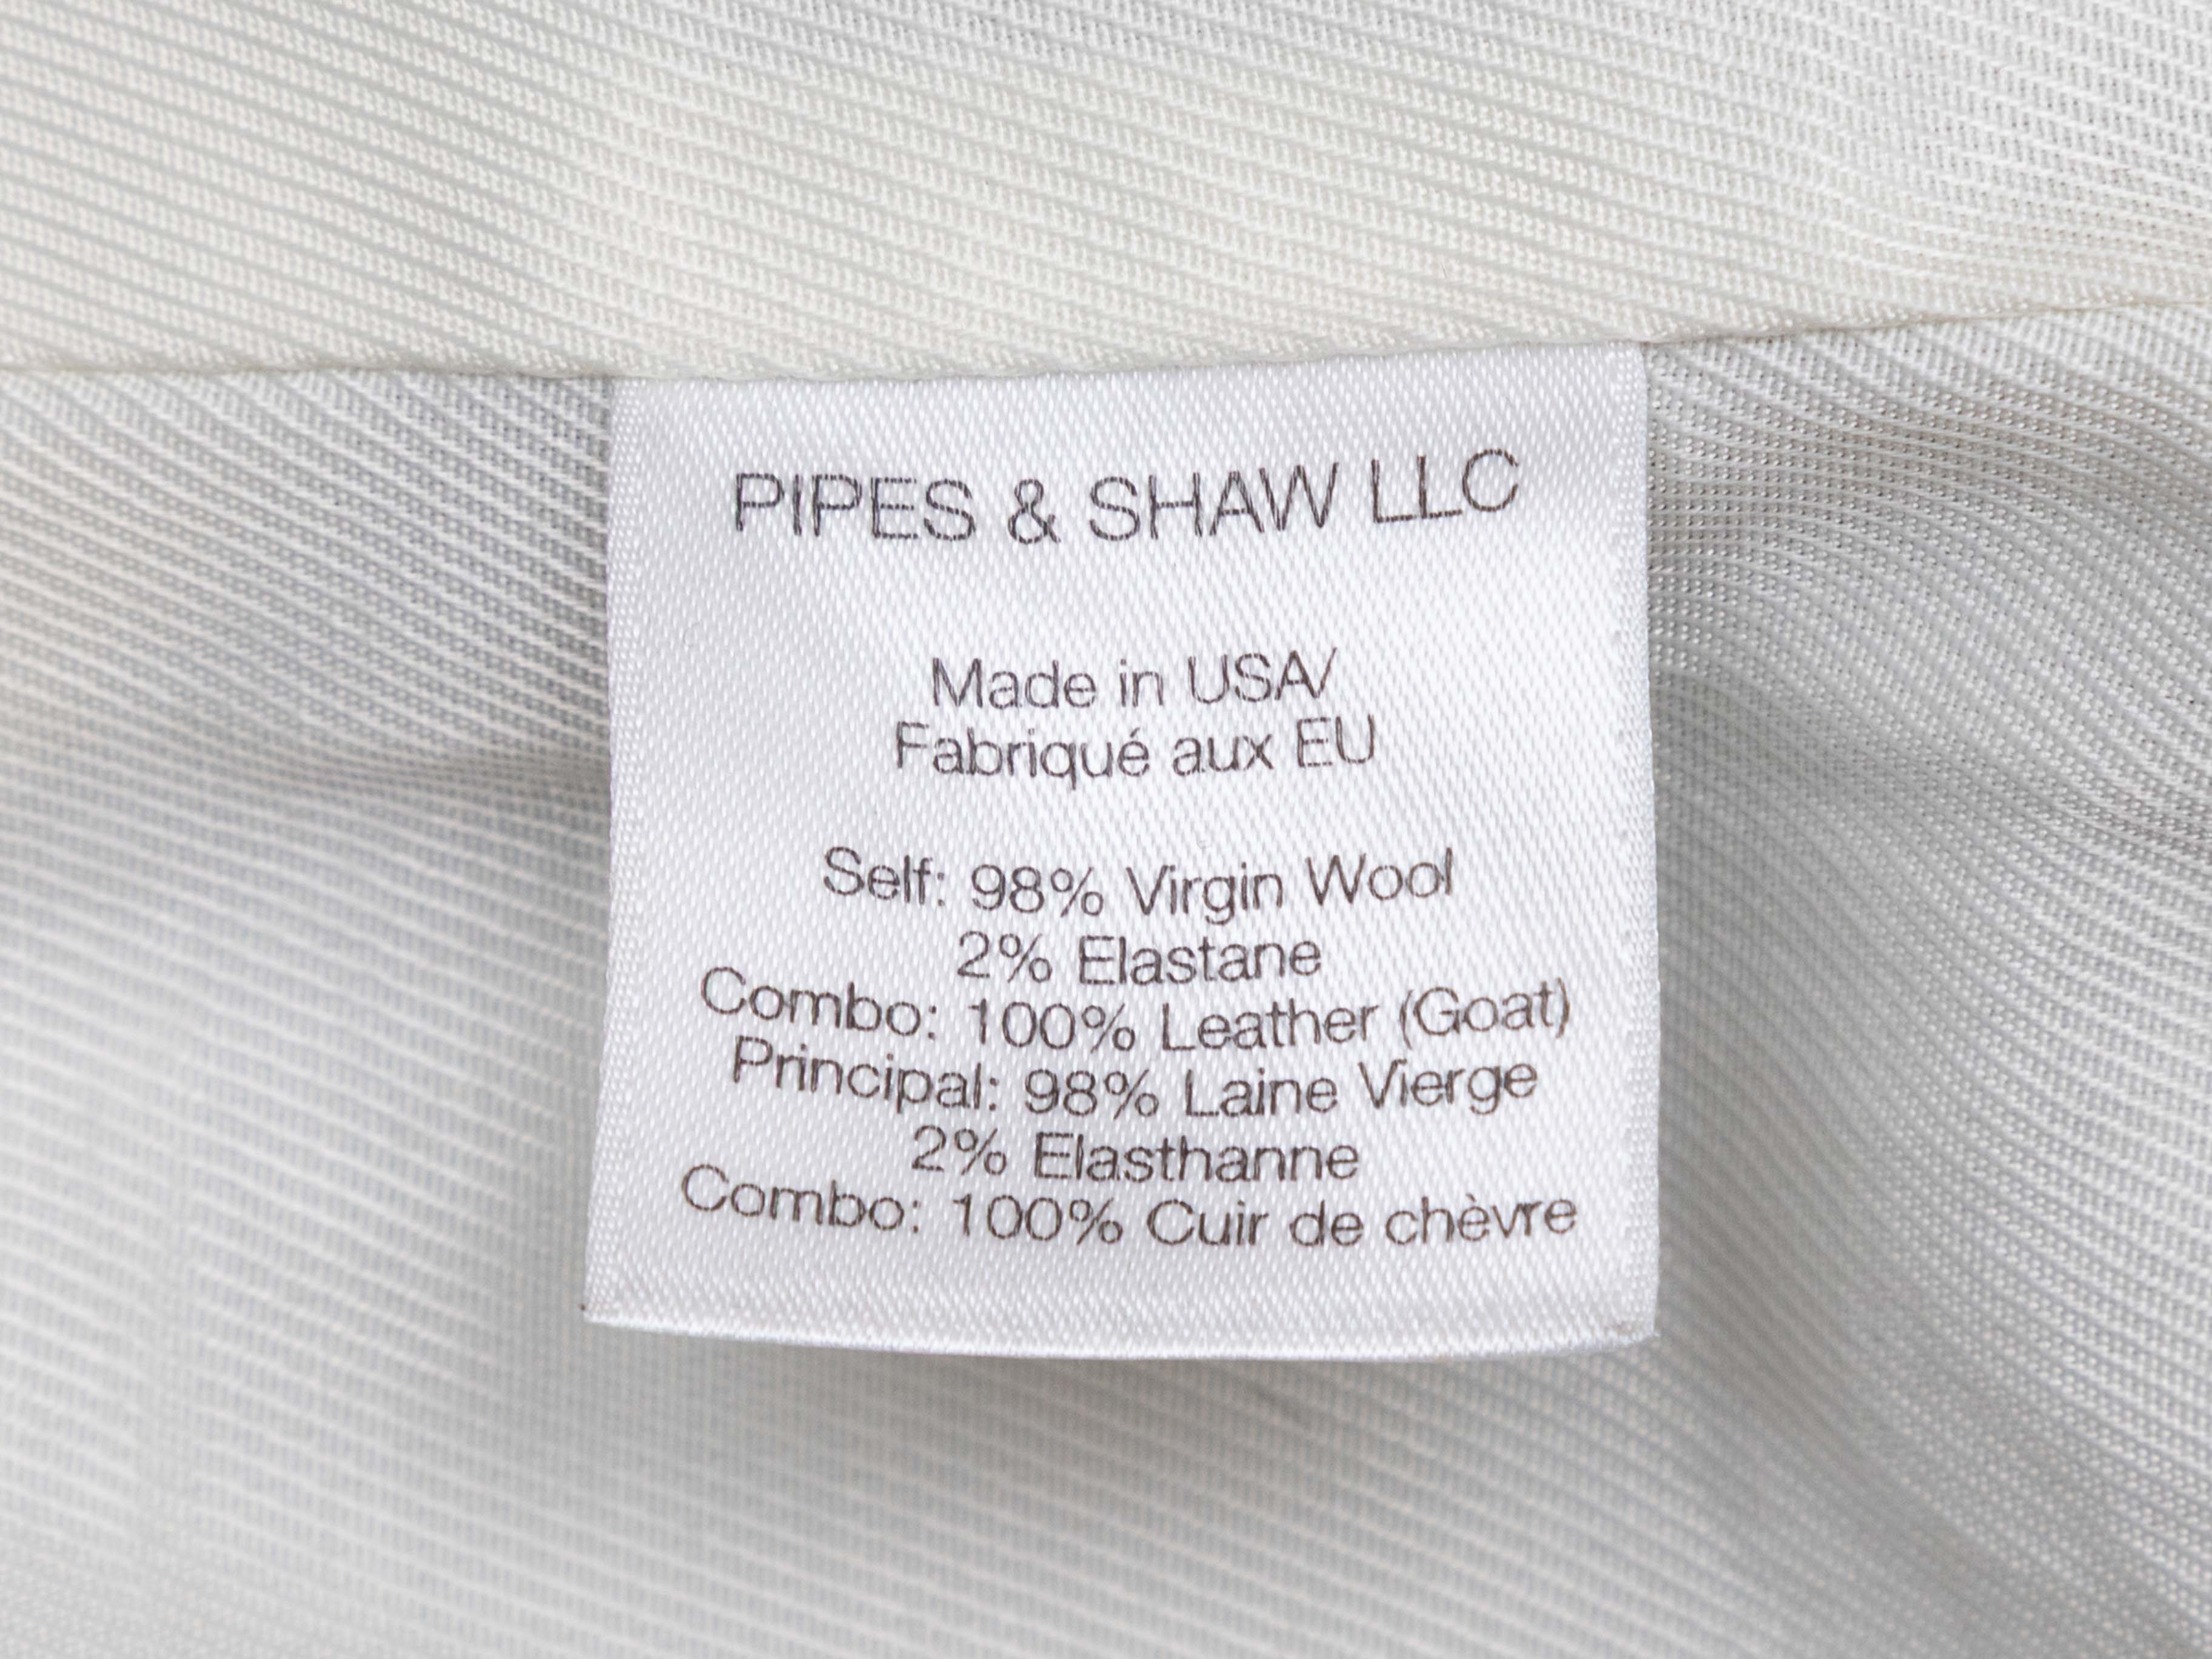 PIPES & SHAW LLC
Made in USA/
Fabriqué aux EU
Self: 98% Virgin Wool
2% Elastane
Combo: 100% Leather (Goat)
Principal: 98% Laine Vierge
2% Elasthanne
Combo: 100% Cuir de chèvre